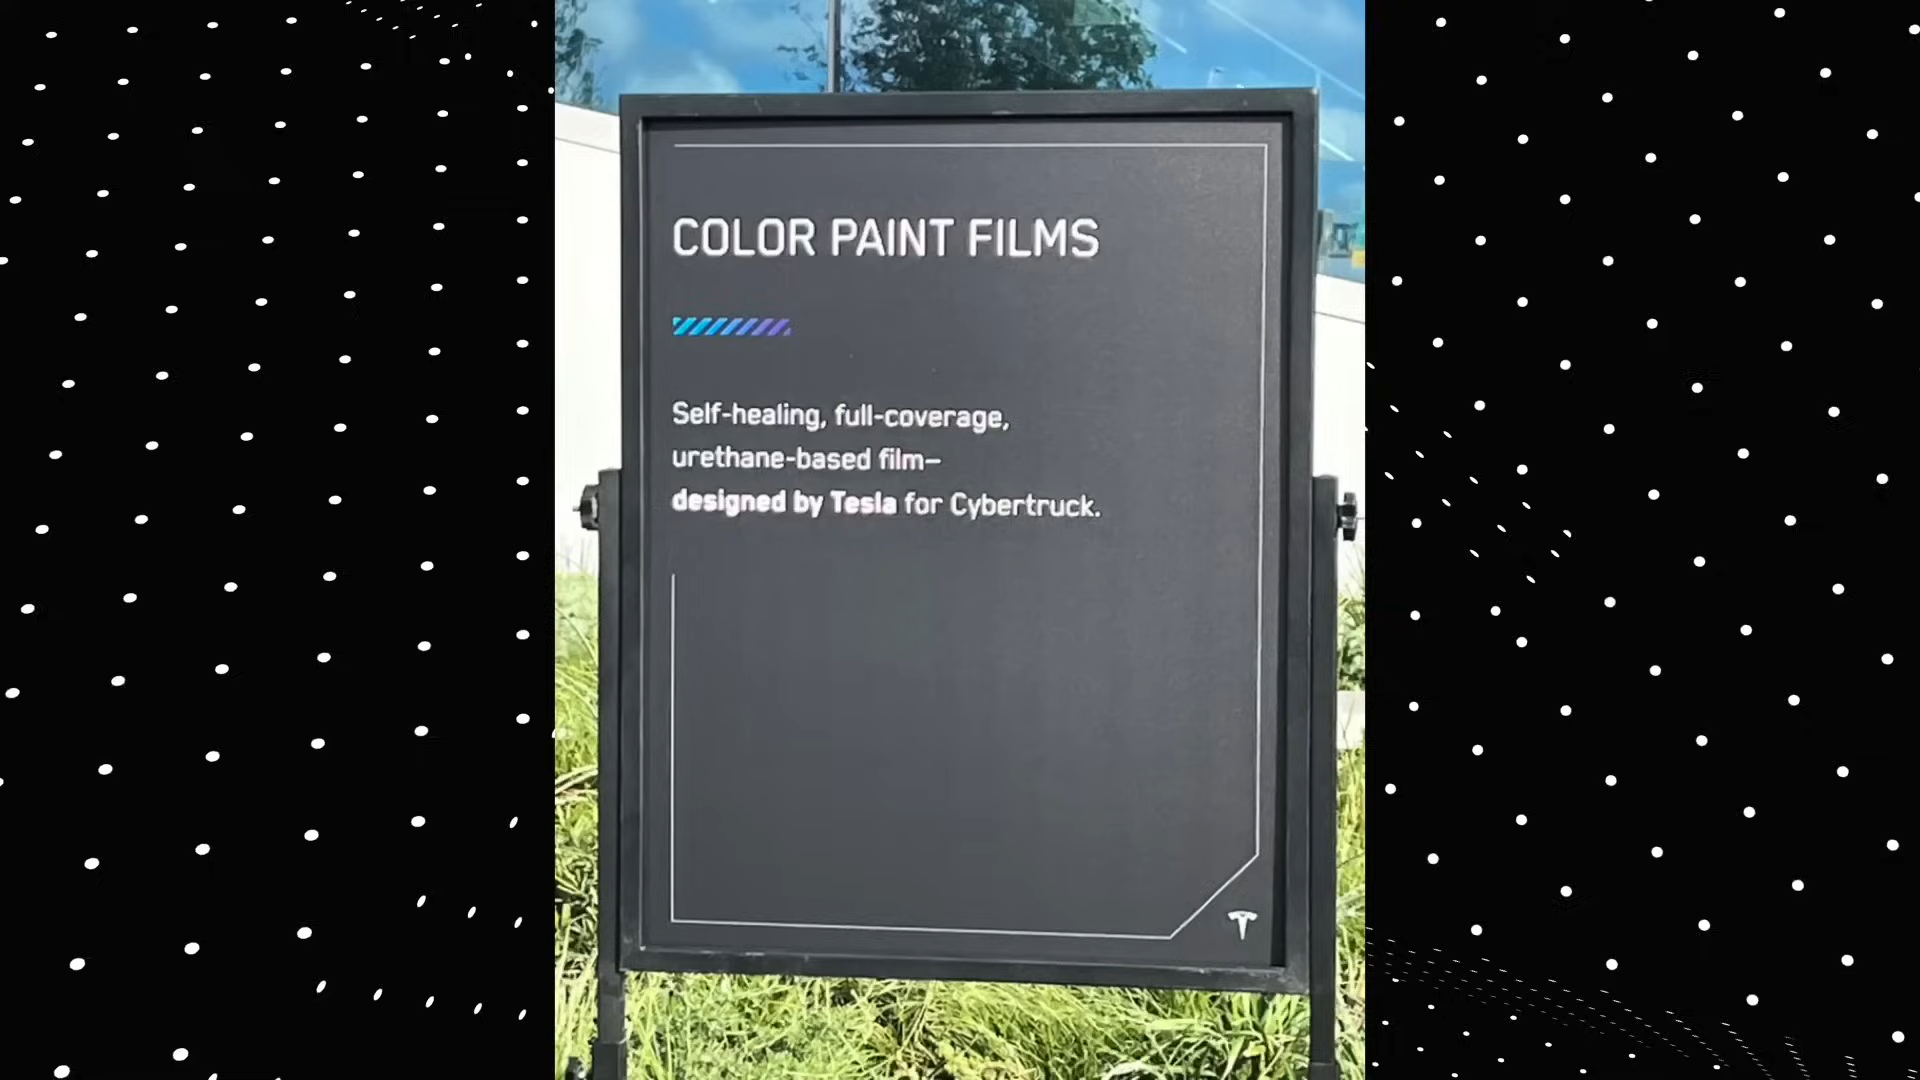 COLOR PAINT FILMS
Self-healing, full-coverage,
urethane-based film—
designed by Tesla for Cybertruck.